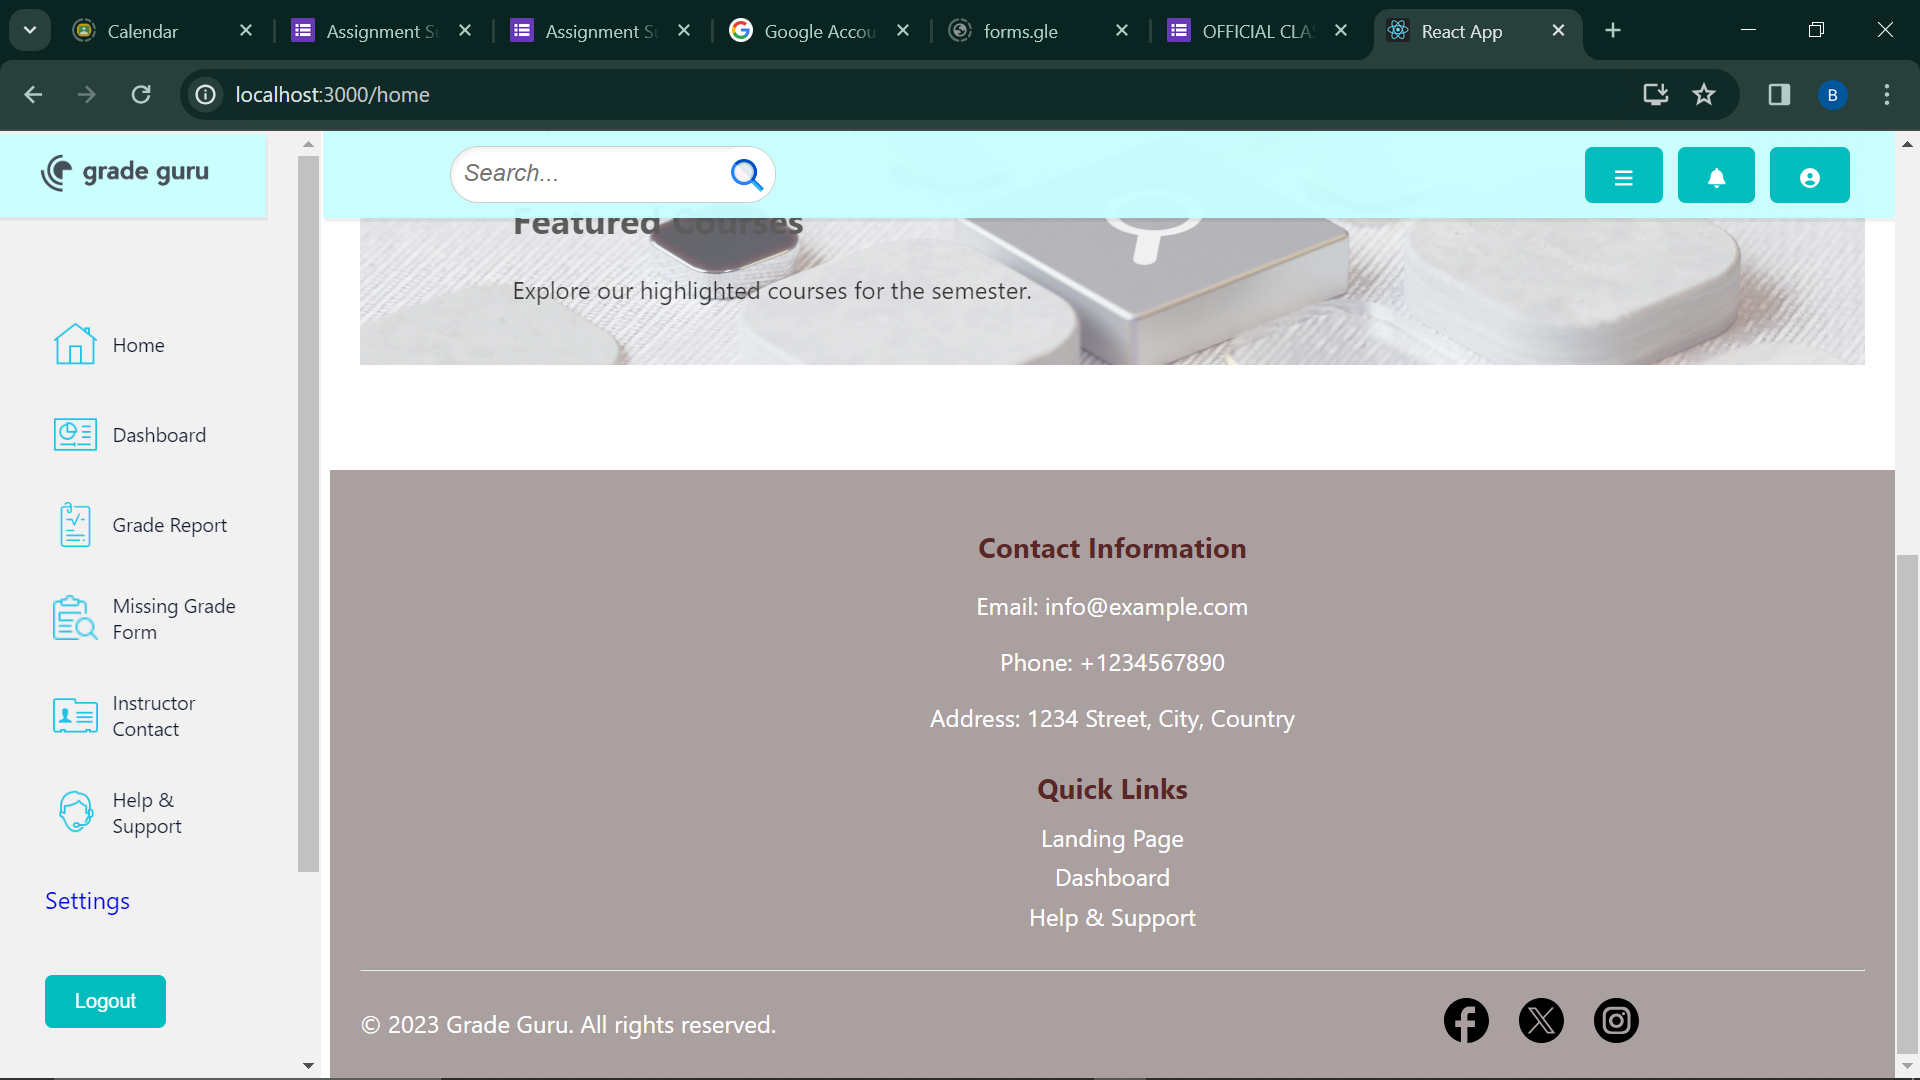 Calendar
Assignment Su
Assignment Su
Google Accou
forms.gle
OFFICIAL CLA
React App
localhost:3000/home
B
grade guru
Search...
Featured Courses
Explore our highlighted courses for the semester.
Home
Dashboard
Grade Report
Missing Grade
Form
Instructor
Contact
Help &
Support
Settings
Logout
Contact Information
Email: info@example.com
Phone: +1234567890
Address: 1234 Street, City, Country
Quick Links
Landing Page
Dashboard
Help & Support
© 2023 Grade Guru. All rights reserved.